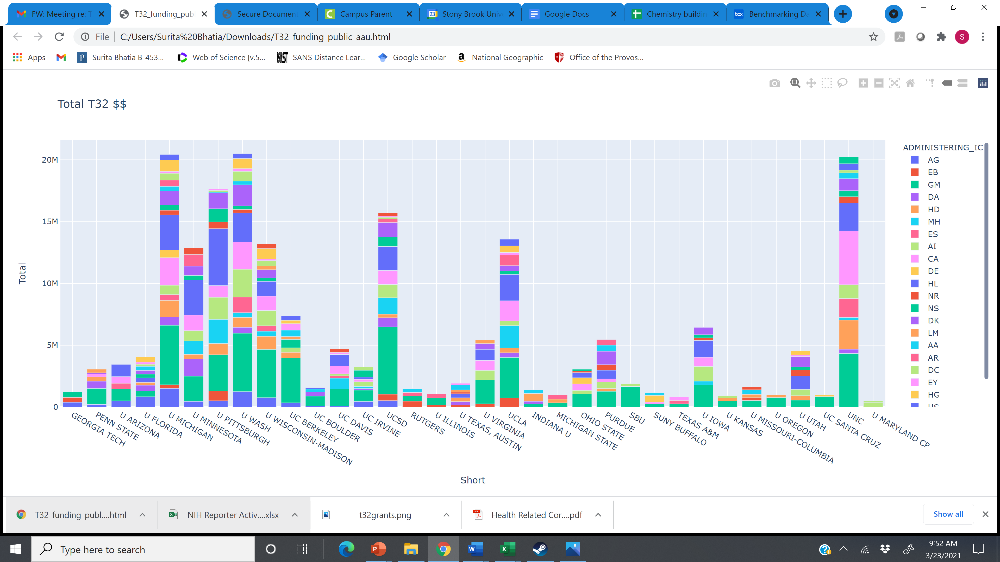 FW: Meeting re: T
T32_funding_publ
Secure Document
Campus Parent
23 Stony Brook Univ
Google Docs
Chemistry buildin
box Benchmarking Da
File C:/Users/Surita%20Bhatia/Downloads/T32_funding_public_aau.html
S
Apps
P Surita Bhatia B-453...
Web of Science [v.5...
NIST SANS Distance Lear...
Google Scholar
a National Geographic
Office of the Provos...
Total T32 $$
Total
20M
15M
10M
5M
0
ADMINISTERING_IC
AG
EB
GM
DA
HD
MH
ES
AI
CA
DE
HL
NR
NS
DK
LM
AA
AR
DC
EY
HG
HS
GEORGIA TECH
PENN STATE
U ARIZONA
U FLORIDA
U MICHIGAN
U MINNESOTA
U PITTSBURGH
U WASH
U WISCONSIN-MADISON
UC BERKELEY
UC BOULDER
UC DAVIS
UC IRVINE
UCSD
RUTGERS
U ILLINOIS
U TEXAS, AUSTIN
U VIRGINIA
UCLA
INDIANA U
MICHIGAN STATE
OHIO STATE
PURDUE
SBU
SUNY BUFFALO
TEXAS A&M
U IOWA
U KANSAS
U MISSOURI-COLUMBIA
U OREGON
U UTAH
UC SANTA CRUZ
UNC
U MARYLAND CP
Short
T32_funding_publ....html
NIH Reporter Activ....xlsx
t32grants.png
PDF Health Related Cor....pdf
Show all
Type here to search
P
W
X
9:52 AM
3/23/2021